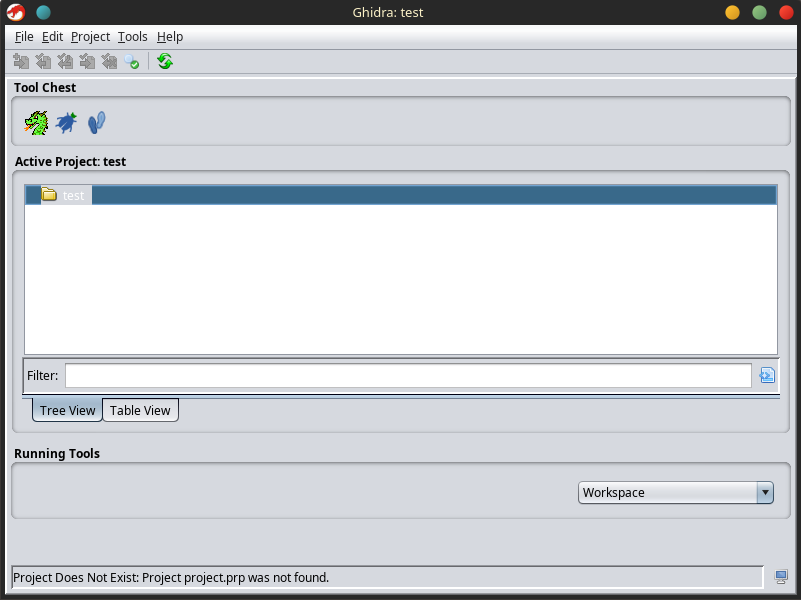 Ghidra: test
File Edit Project Tools Help
Tool Chest
Active Project: test
test
Filter:
Tree View Table View
Running Tools
Workspace
Project Does Not Exist: Project project.prp was not found.